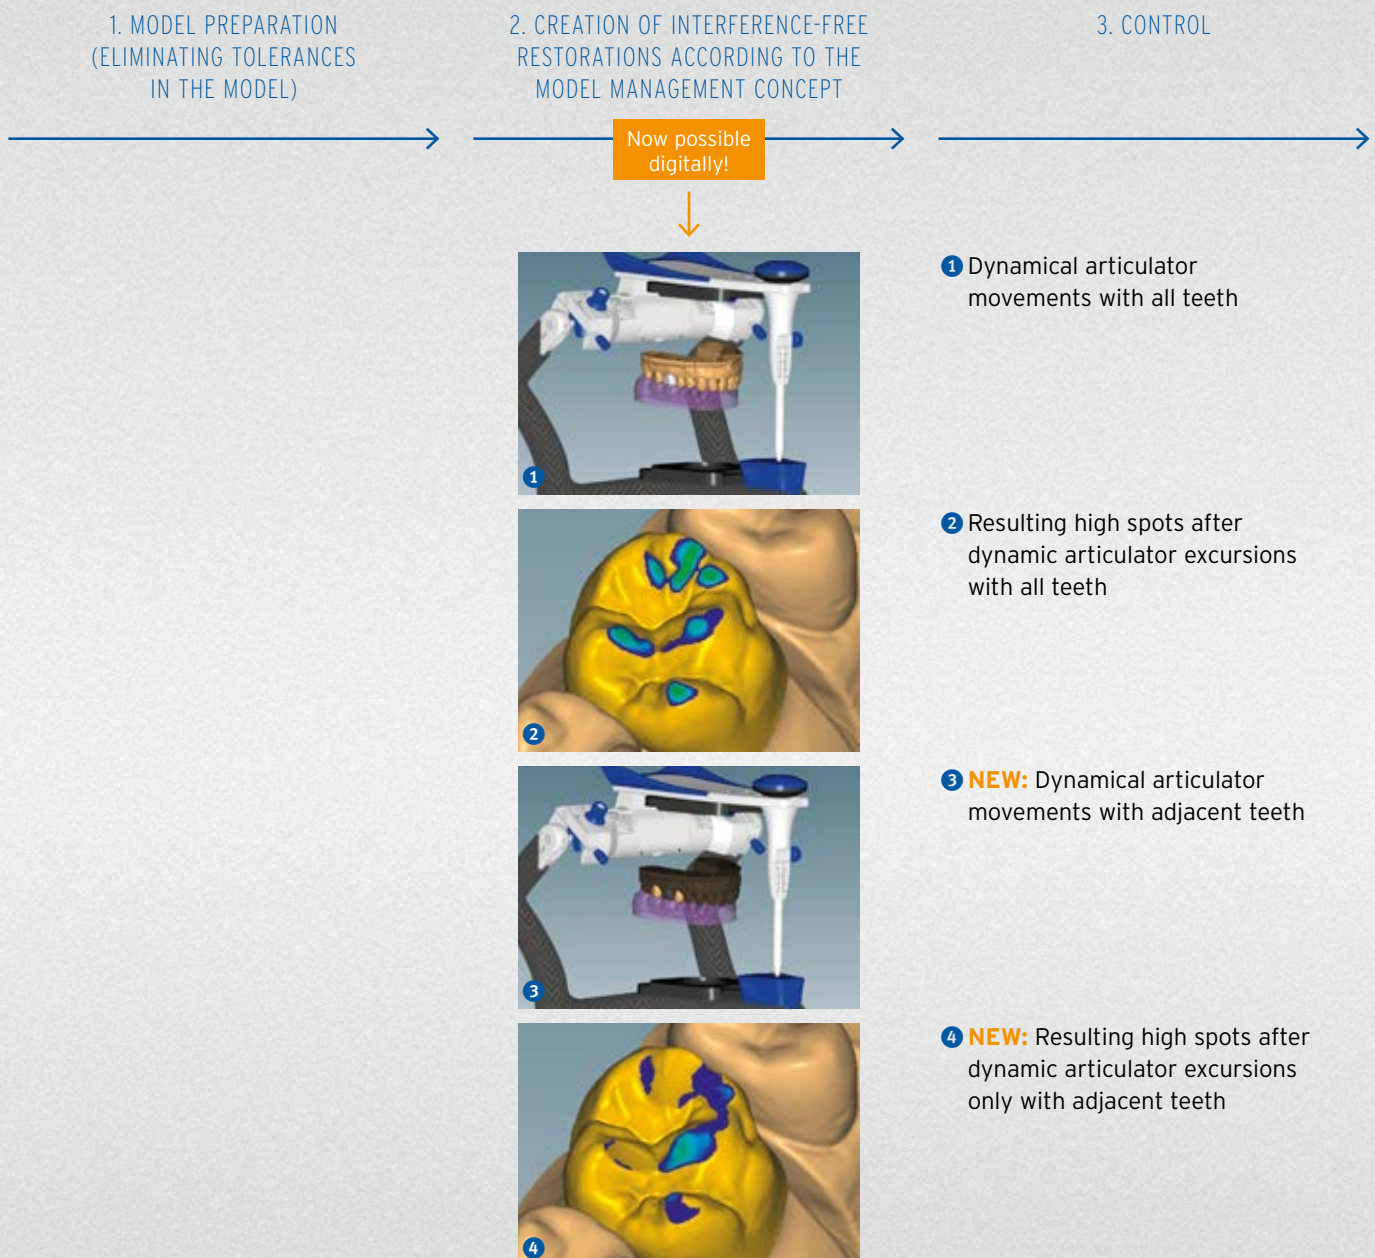 1. MODEL PREPARATION
(ELIMINATING TOLERANCES
IN THE MODEL)
2. CREATION OF INTERFERENCE-FREE
RESTORATIONS ACCORDING TO THE
MODEL MANAGEMENT CONCEPT
3. CONTROL
Now possible
digitally!
1
1 Dynamical articulator
movements with all teeth
2
2 Resulting high spots after
dynamic articulator excursions
with all teeth
3
3 NEW: Dynamical articulator
movements with adjacent teeth
4
4 NEW: Resulting high spots after
dynamic articulator excursions
only with adjacent teeth